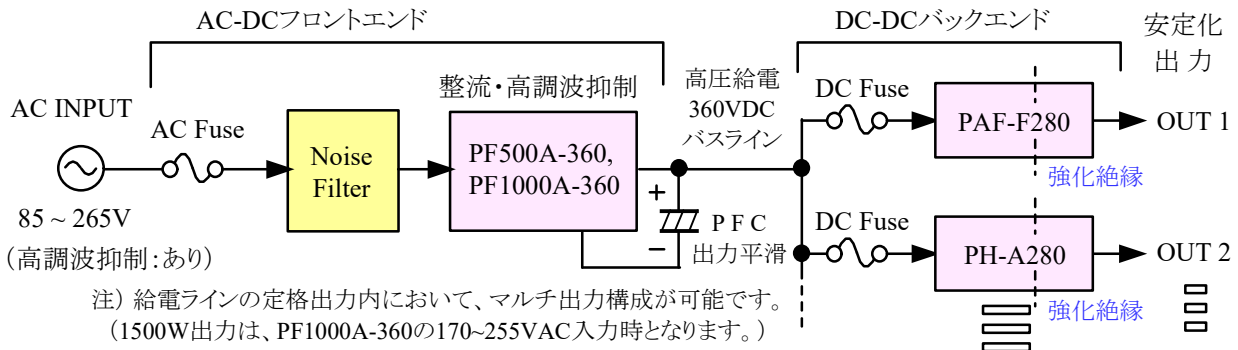 AC-DCフロントエンド
DC-DCバックエンド
安定化
出 力
AC INPUT
AC Fuse
Noise
Filter
整流・高調波抑制
PF500A-360,
PF1000A-360
高圧給電
360VDC
バスライン
DC Fuse
PAF-F280
OUT 1
強化絶縁
85 ~ 265V
(高調波抑制:あり)
+
−
P F C
出力平滑
DC Fuse
PH-A280
OUT 2
強化絶縁
注) 給電ラインの定格出力内において、マルチ出力構成が可能です。
(1500W出力は、PF1000A-360の170~255VAC入力時となります。)